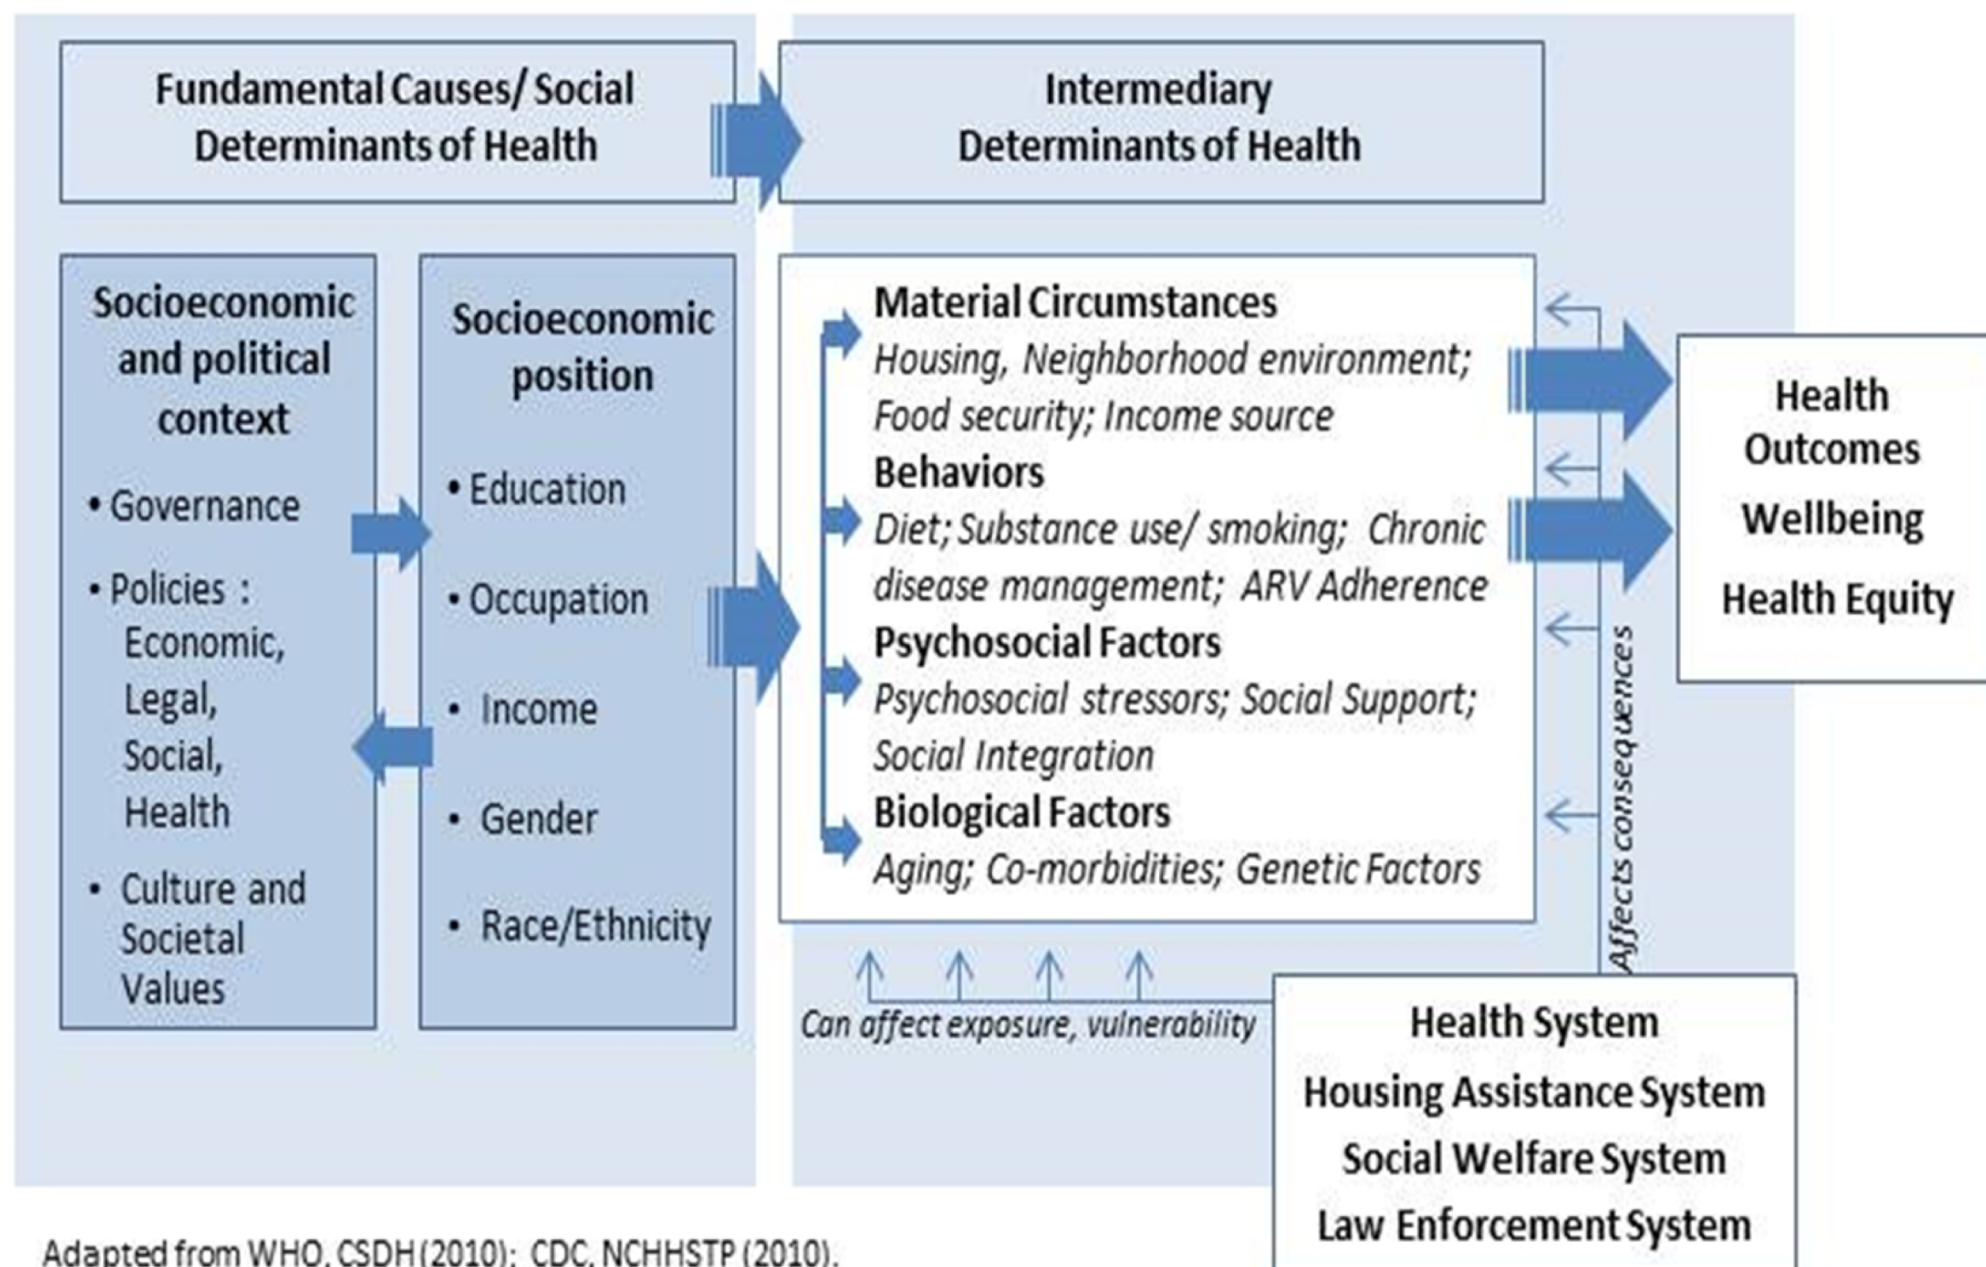 Fundamental Causes/ Social
Determinants of Health
Intermediary
Determinants of Health
Socioeconomic
and political
context
• Governance
• Policies :
Economic,
Legal,
Social,
Health
• Culture and
Societal
Values
Socioeconomic
position
• Education
• Occupation
• Income
• Gender
• Race/Ethnicity
Material Circumstances
Housing, Neighborhood environment;
Food security; Income source
Behaviors
Diet; Substance use/ smoking; Chronic
disease management; ARV Adherence
Psychosocial Factors
Psychosocial stressors; Social Support;
Social Integration
Biological Factors
Aging; Co-morbidities; Genetic Factors
Health
Outcomes
Wellbeing
Health Equity
Affects consequences
Can affect exposure, vulnerability
Health System
Housing Assistance System
Social Welfare System
Law Enforcement System
Adapted from WHO, CSDH (2010); CDC, NCHHSTP (2010).